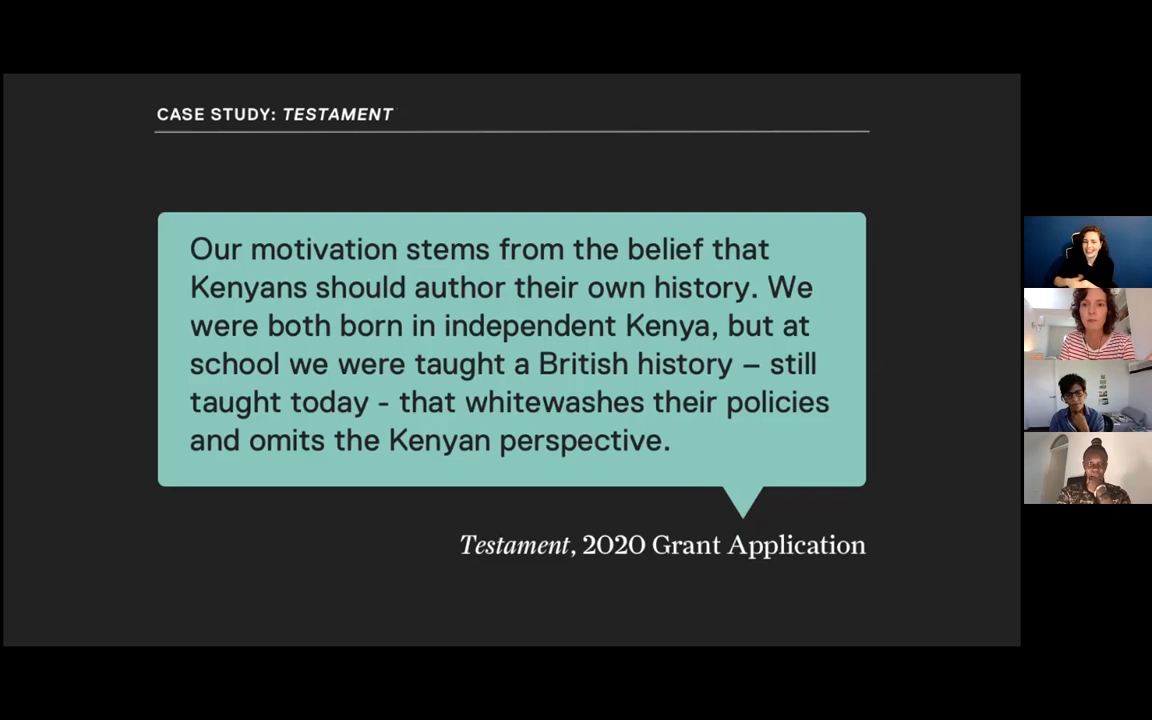 CASE STUDY: TESTAMENT
Our motivation stems from the belief that
Kenyans should author their own history. We
were both born in independent Kenya, but at
school we were taught a British history – still
taught today - that whitewashes their policies
and omits the Kenyan perspective.
Testament, 2020 Grant Application